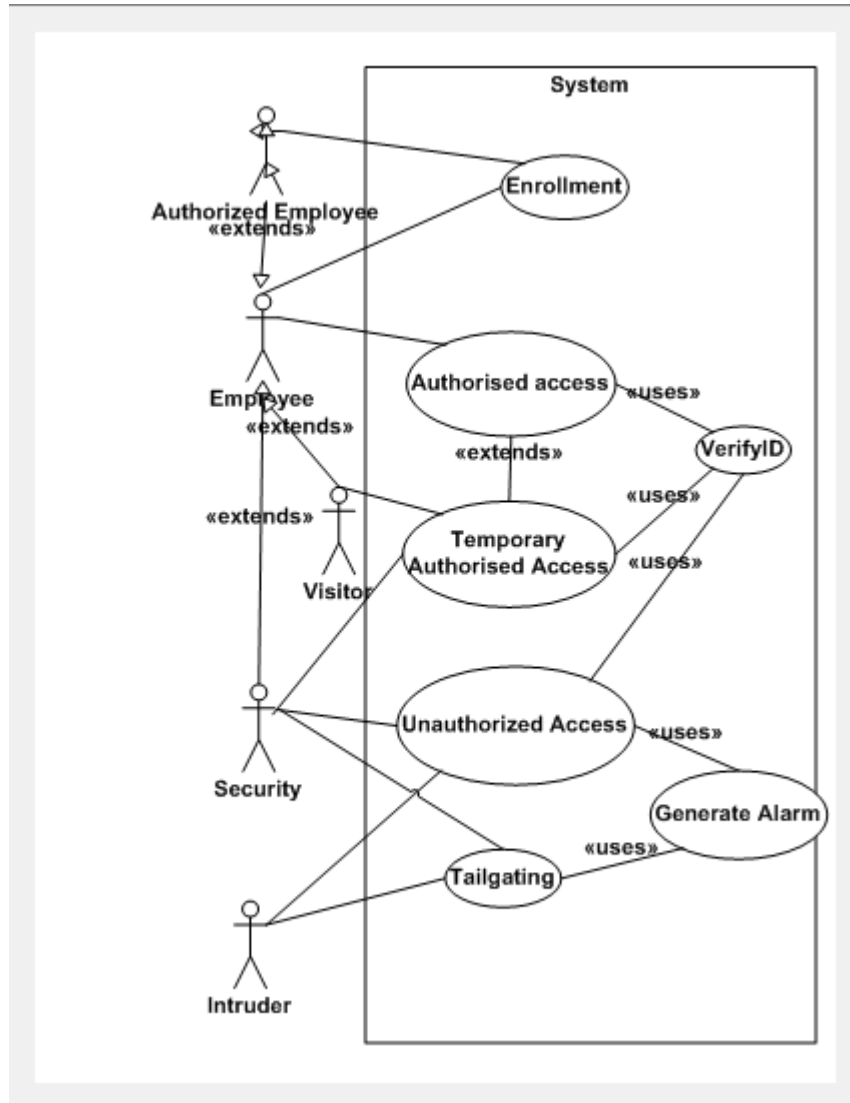 System
Enrollment
Authorized Employee
«extends»
Authorised access
«uses»
Employee
«extends»
«extends»
VerifyID
«uses»
«extends»
Temporary
Authorised Access
«uses»
Visitor
Unauthorized Access
«uses»
Security
Generate Alarm
«uses»
Tailgating
Intruder